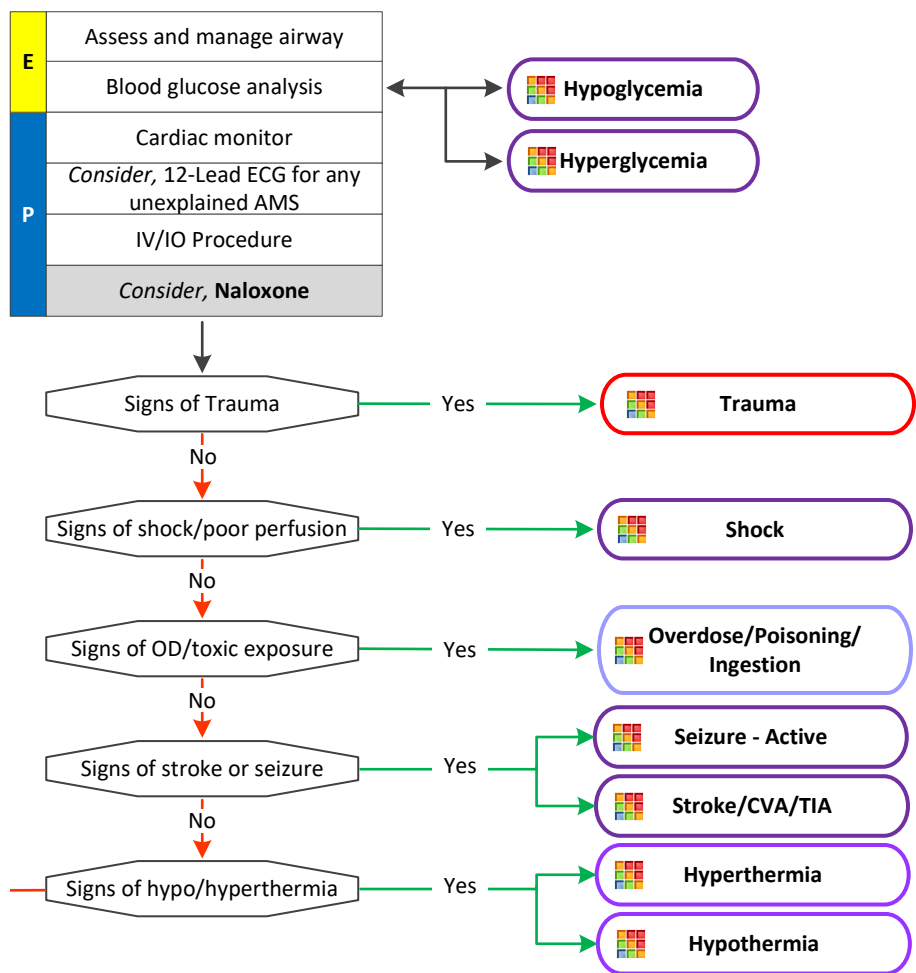 E
Assess and manage airway
Blood glucose analysis
Hypoglycemia
Hyperglycemia
P
Cardiac monitor
Consider, 12-Lead ECG for any
unexplained AMS
IV/IO Procedure
Consider, Naloxone
Signs of Trauma
Yes
Trauma
No
Signs of shock/poor perfusion
Yes
Shock
No
Signs of OD/toxic exposure
Yes
Overdose/Poisoning/
Ingestion
No
Signs of stroke or seizure
Yes
Seizure - Active
Stroke/CVA/TIA
No
Signs of hypo/hyperthermia
Yes
Hyperthermia
Hypothermia